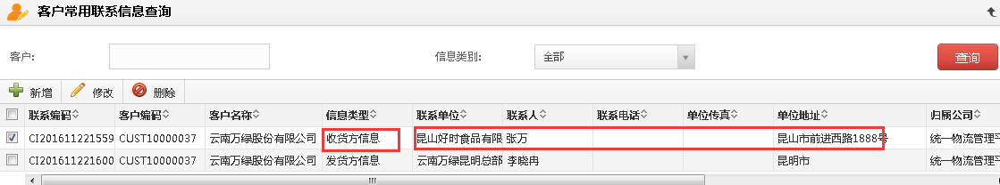 客户常用联系信息查询
客户: 信息类别: 全部 查询
新增 修改 删除
联系编码 客户编码 客户名称 信息类型 联系单位 联系人 联系电话 单位传真 单位地址 归属公司
CI201611221559 CUST10000037 云南万绿股份有限公司 收货方信息 昆山好时食品有限 张万 昆山市前进西路1888号 统一物流管理平
CI201611221600 CUST10000037 云南万绿股份有限公司 发货方信息 云南万绿昆明总部 李晓冉 昆明市 统一物流管理平